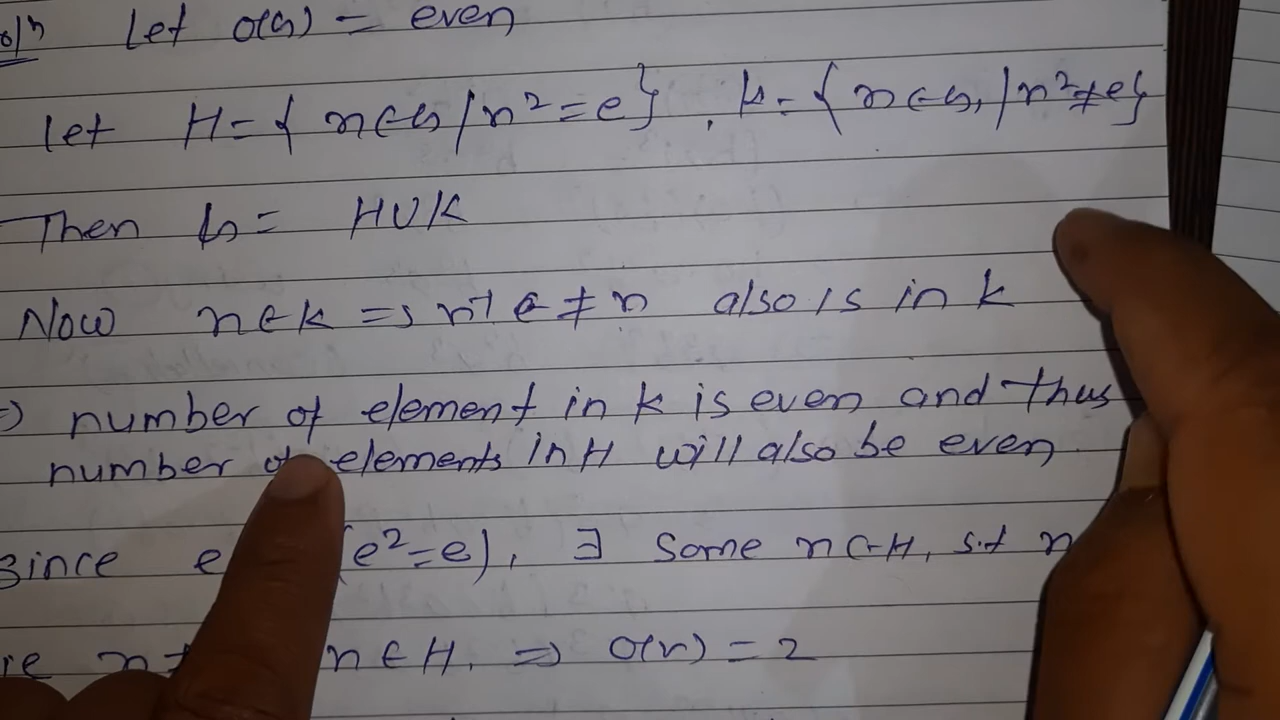 Let o(G) = even
Let H = { x ∈ G / x² = e } , K = { x ∈ G, / x² ≠ e }
Then G = H U K
Now x ∈ K => x⁻¹ ≠ x also is in K
=) number of element in K is even and thus
number of elements in H will also be even.
Since e (e² = e), ∃ some x ∈ H, s.t x
ie x ≠ x ∈ H, => o(x) = 2